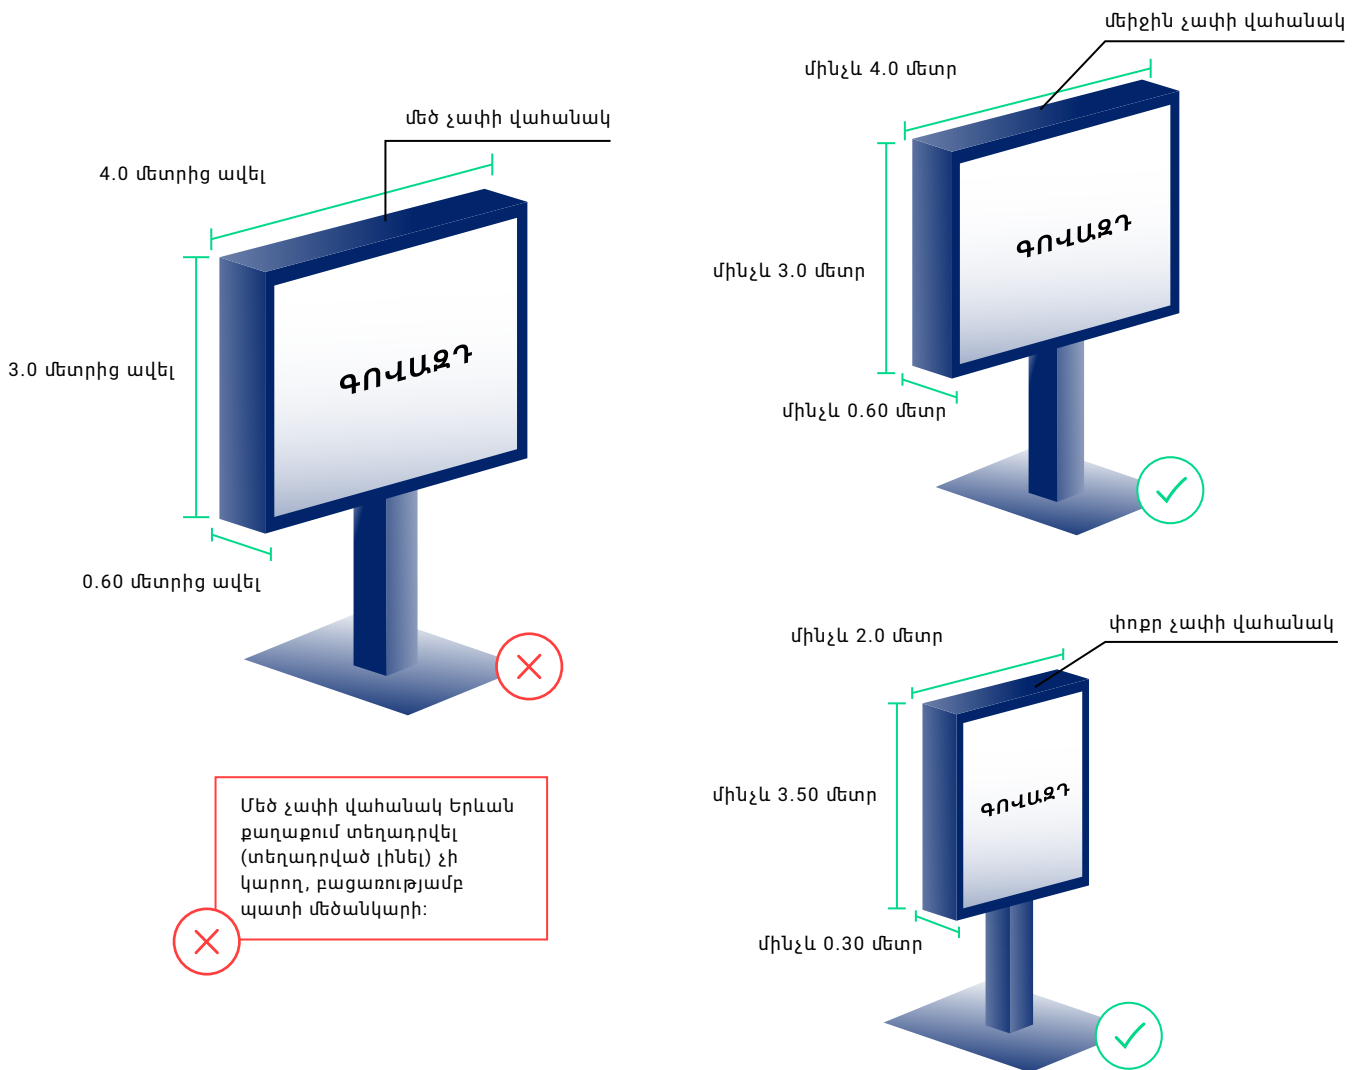 մեծ չափի վահանակ
4.0 մետրից ավել
3.0 մետրից ավել
ԳՈՎԱԶԴ
0.60 մետրից ավել
Մեծ չափի վահանակ Երևան
քաղաքում տեղադրվել
(տեղադրված լինել) չի
կարող, բացառությամբ
պատի մեծանկարի:
մեիջին չափի վահանակ
մինչև 4.0 մետր
մինչև 3.0 մետր
ԳՈՎԱԶԴ
մինչև 0.60 մետր
փոքր չափի վահանակ
մինչև 2.0 մետր
մինչև 3.50 մետր
ԳՈՎԱԶԴ
մինչև 0.30 մետր